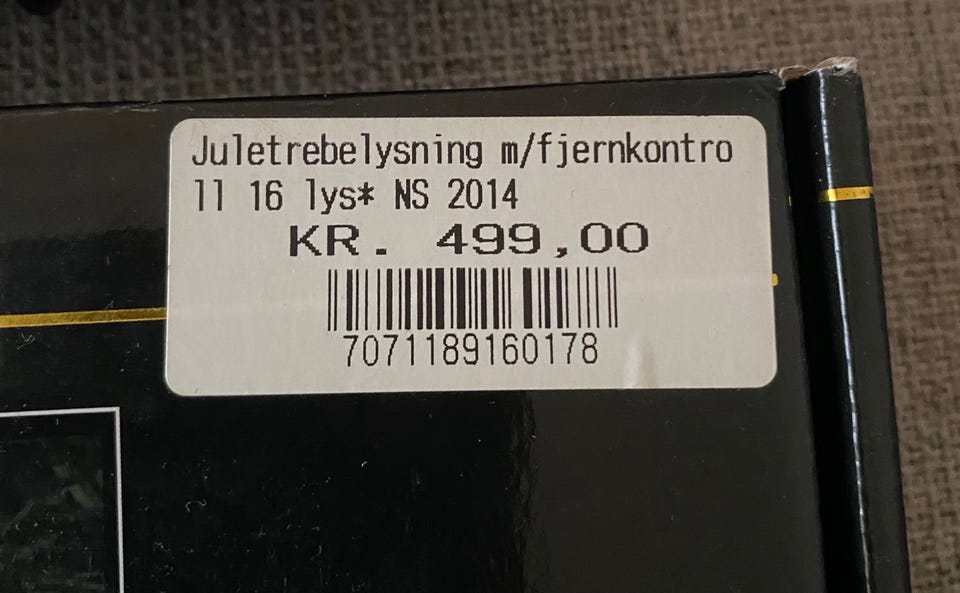 Juletrebelysning m/fjernkontro
ll 16 lys* NS 2014
KR. 499,00
7071189160178